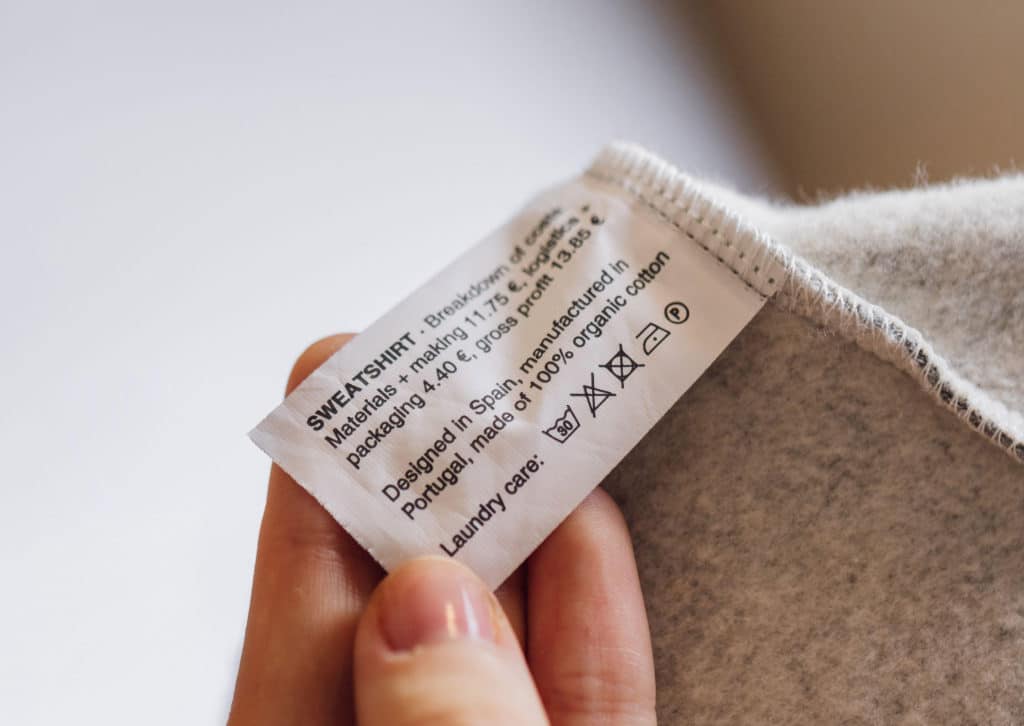 SWEATSHIRT · Breakdown of costs:
Materials + making 11.75 €, logistics +
packaging 4.40 €, gross profit 13.85 €
Designed in Spain, manufactured in
Portugal, made of 100% organic cotton
Laundry care: 30 P